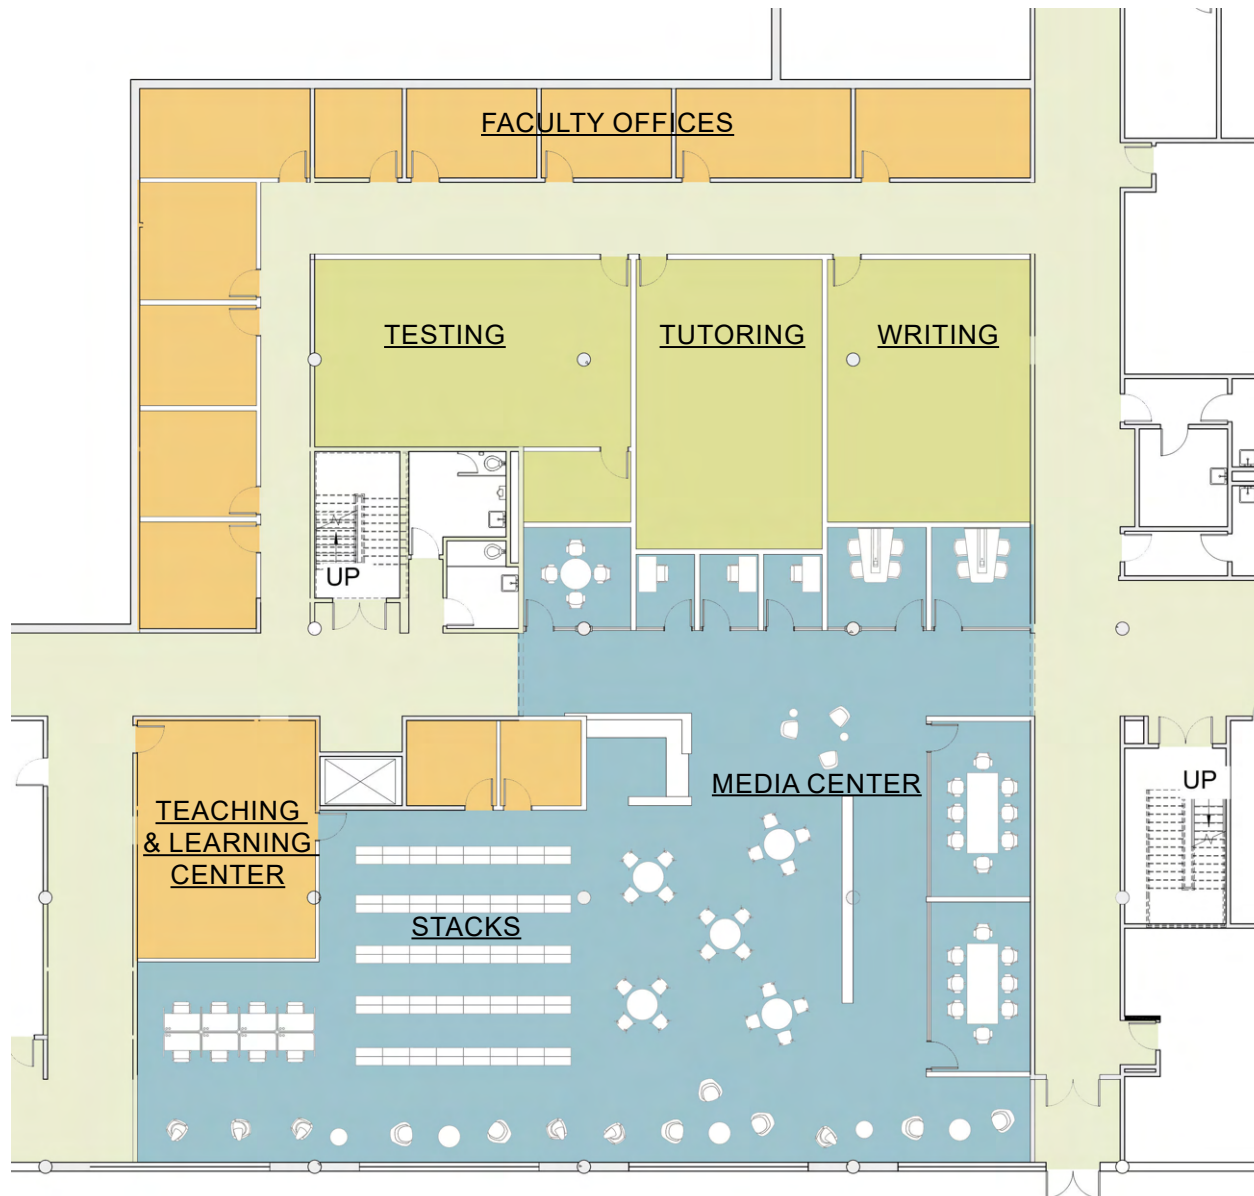 FACULTY OFFICES
TESTING
TUTORING
WRITING
UP
MEDIA CENTER
UP
TEACHING
& LEARNING
CENTER
STACKS